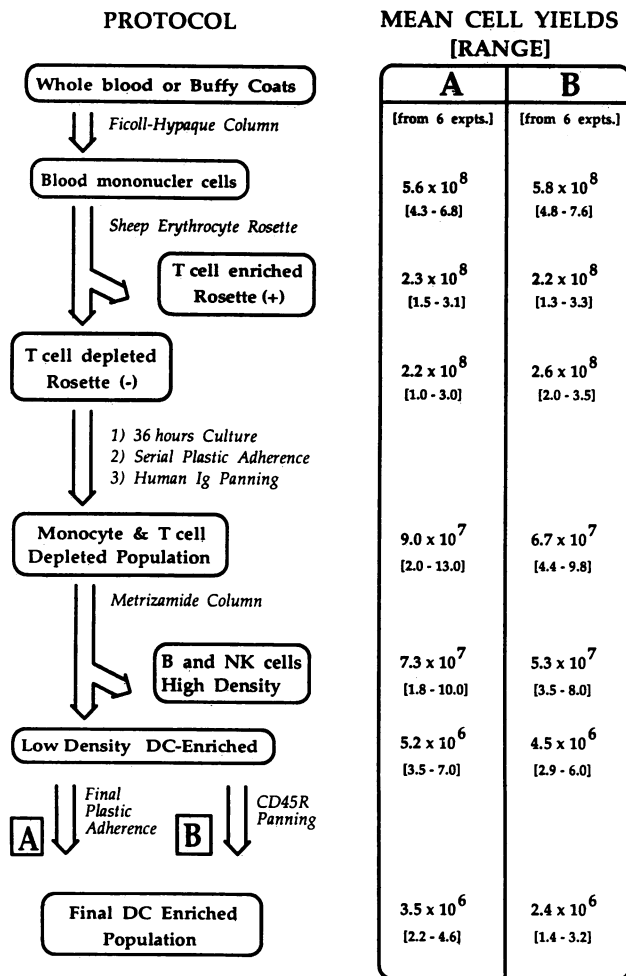 PROTOCOL
MEAN CELL YIELDS
[RANGE]
Whole blood or Buffy Coats
A
B
Ficoll-Hypaque Column
[from 6 expts.]
[from 6 expts.]
Blood mononucler cells
5.6 x 10^8
5.8 x 10^8
[4.3 - 6.8]
[4.8 - 7.6]
Sheep Erythrocyte Rosette
T cell enriched
Rosette (+)
2.3 x 10^8
2.2 x 10^8
[1.5 - 3.1]
[1.3 - 3.3]
T cell depleted
Rosette (-)
2.2 x 10^8
2.6 x 10^8
[1.0 - 3.0]
[2.0 - 3.5]
1) 36 hours Culture
2) Serial Plastic Adherence
3) Human Ig Panning
Monocyte & T cell
Depleted Population
9.0 x 10^7
6.7 x 10^7
[2.0 - 13.0]
[4.4 - 9.8]
Metrizamide Column
B and NK cells
High Density
7.3 x 10^7
5.3 x 10^7
[1.8 - 10.0]
[3.5 - 8.0]
Low Density DC-Enriched
5.2 x 10^6
4.5 x 10^6
[3.5 - 7.0]
[2.9 - 6.0]
A
Final
Plastic
Adherence
B
CD45R
Panning
Final DC Enriched
Population
3.5 x 10^6
2.4 x 10^6
[2.2 - 4.6]
[1.4 - 3.2]